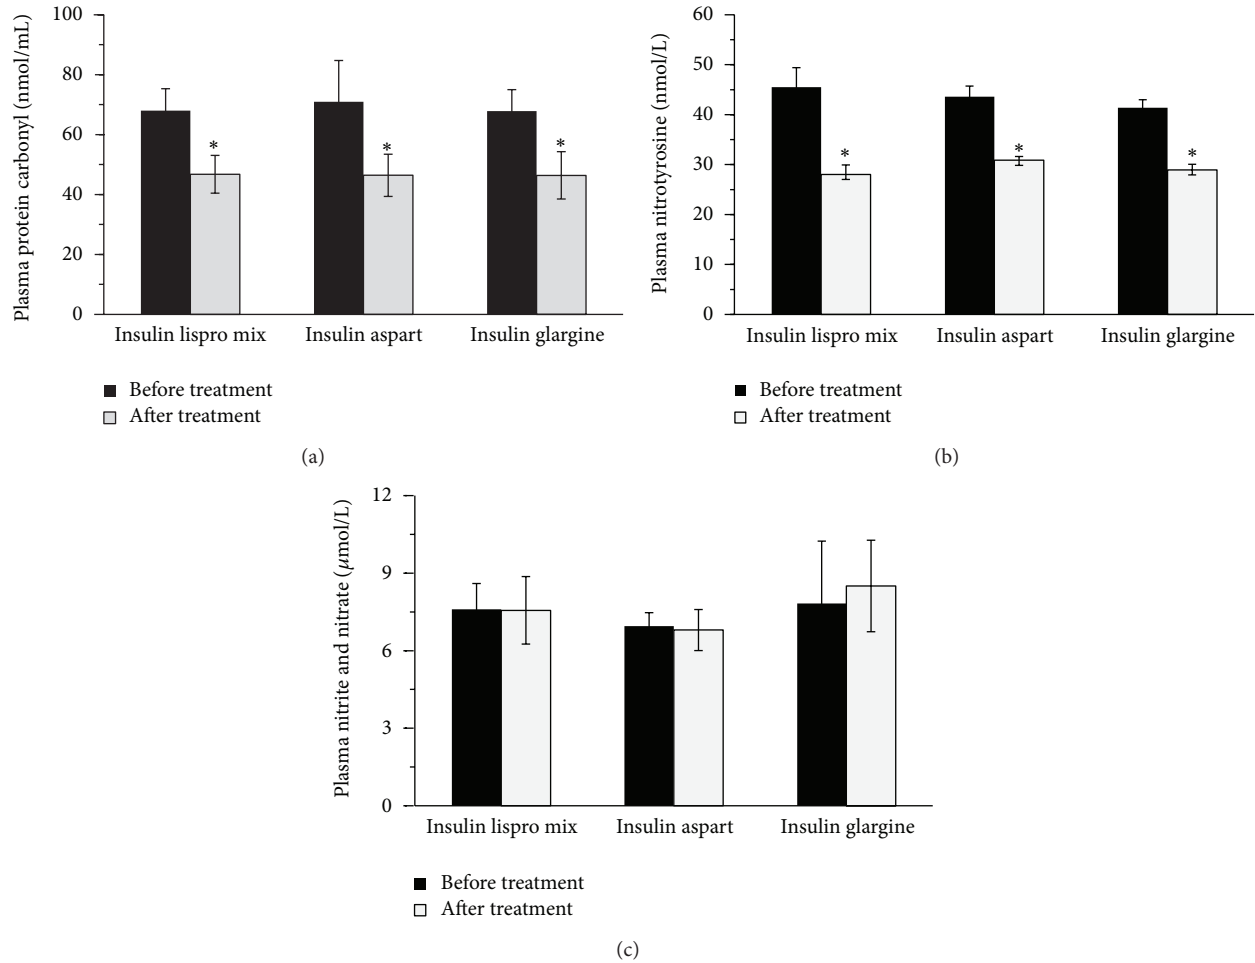 Plasma protein carbonyl (nmol/mL)
100
80
60
40
20
0
*
*
*
Insulin lispro mix
Insulin aspart
Insulin glargine
Before treatment
After treatment
(a)
Plasma nitrotyrosine (nmol/L)
60
50
40
30
20
10
0
*
*
*
Insulin lispro mix
Insulin aspart
Insulin glargine
Before treatment
After treatment
(b)
Plasma nitrite and nitrate (μmol/L)
12
9
6
3
0
Insulin lispro mix
Insulin aspart
Insulin glargine
Before treatment
After treatment
(c)